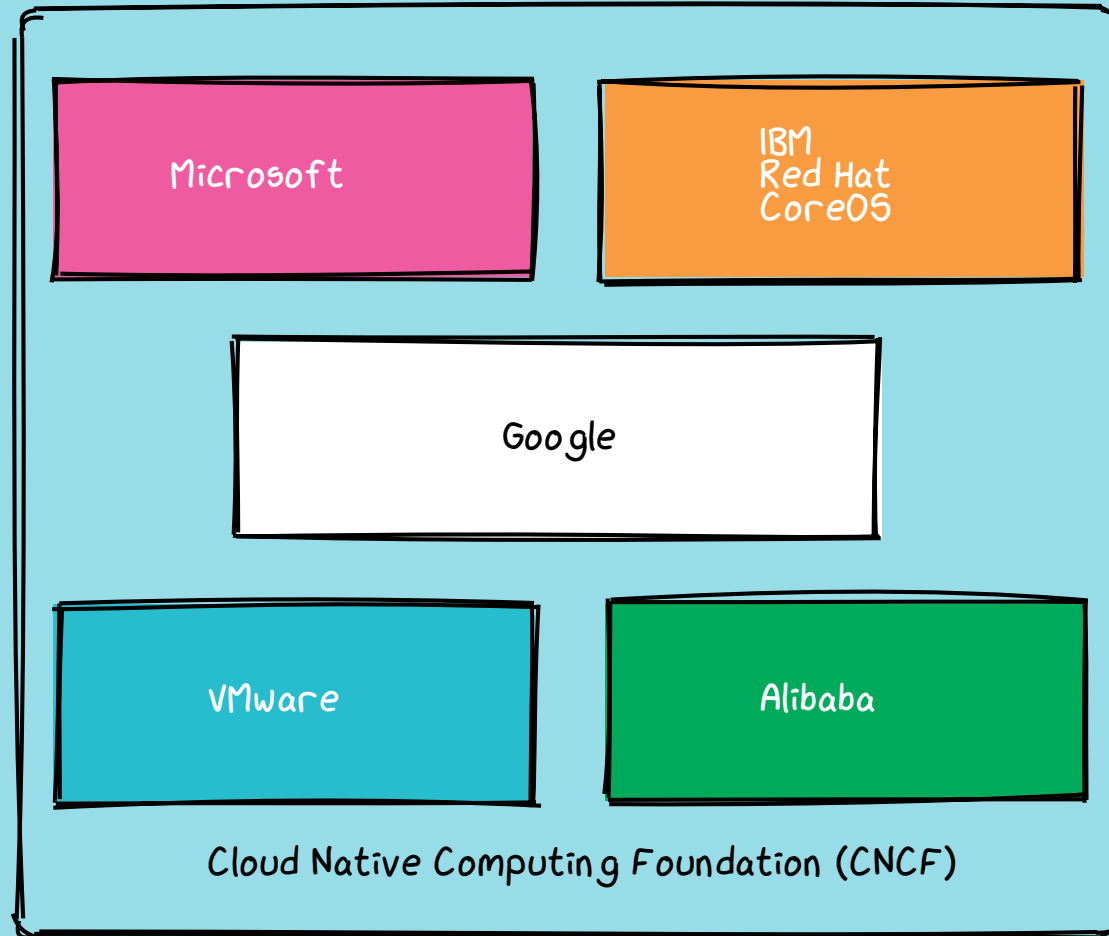 Microsoft
IBM
Red Hat
CoreOS
Google
VMware
Alibaba
Cloud Native Computing Foundation (CNCF)